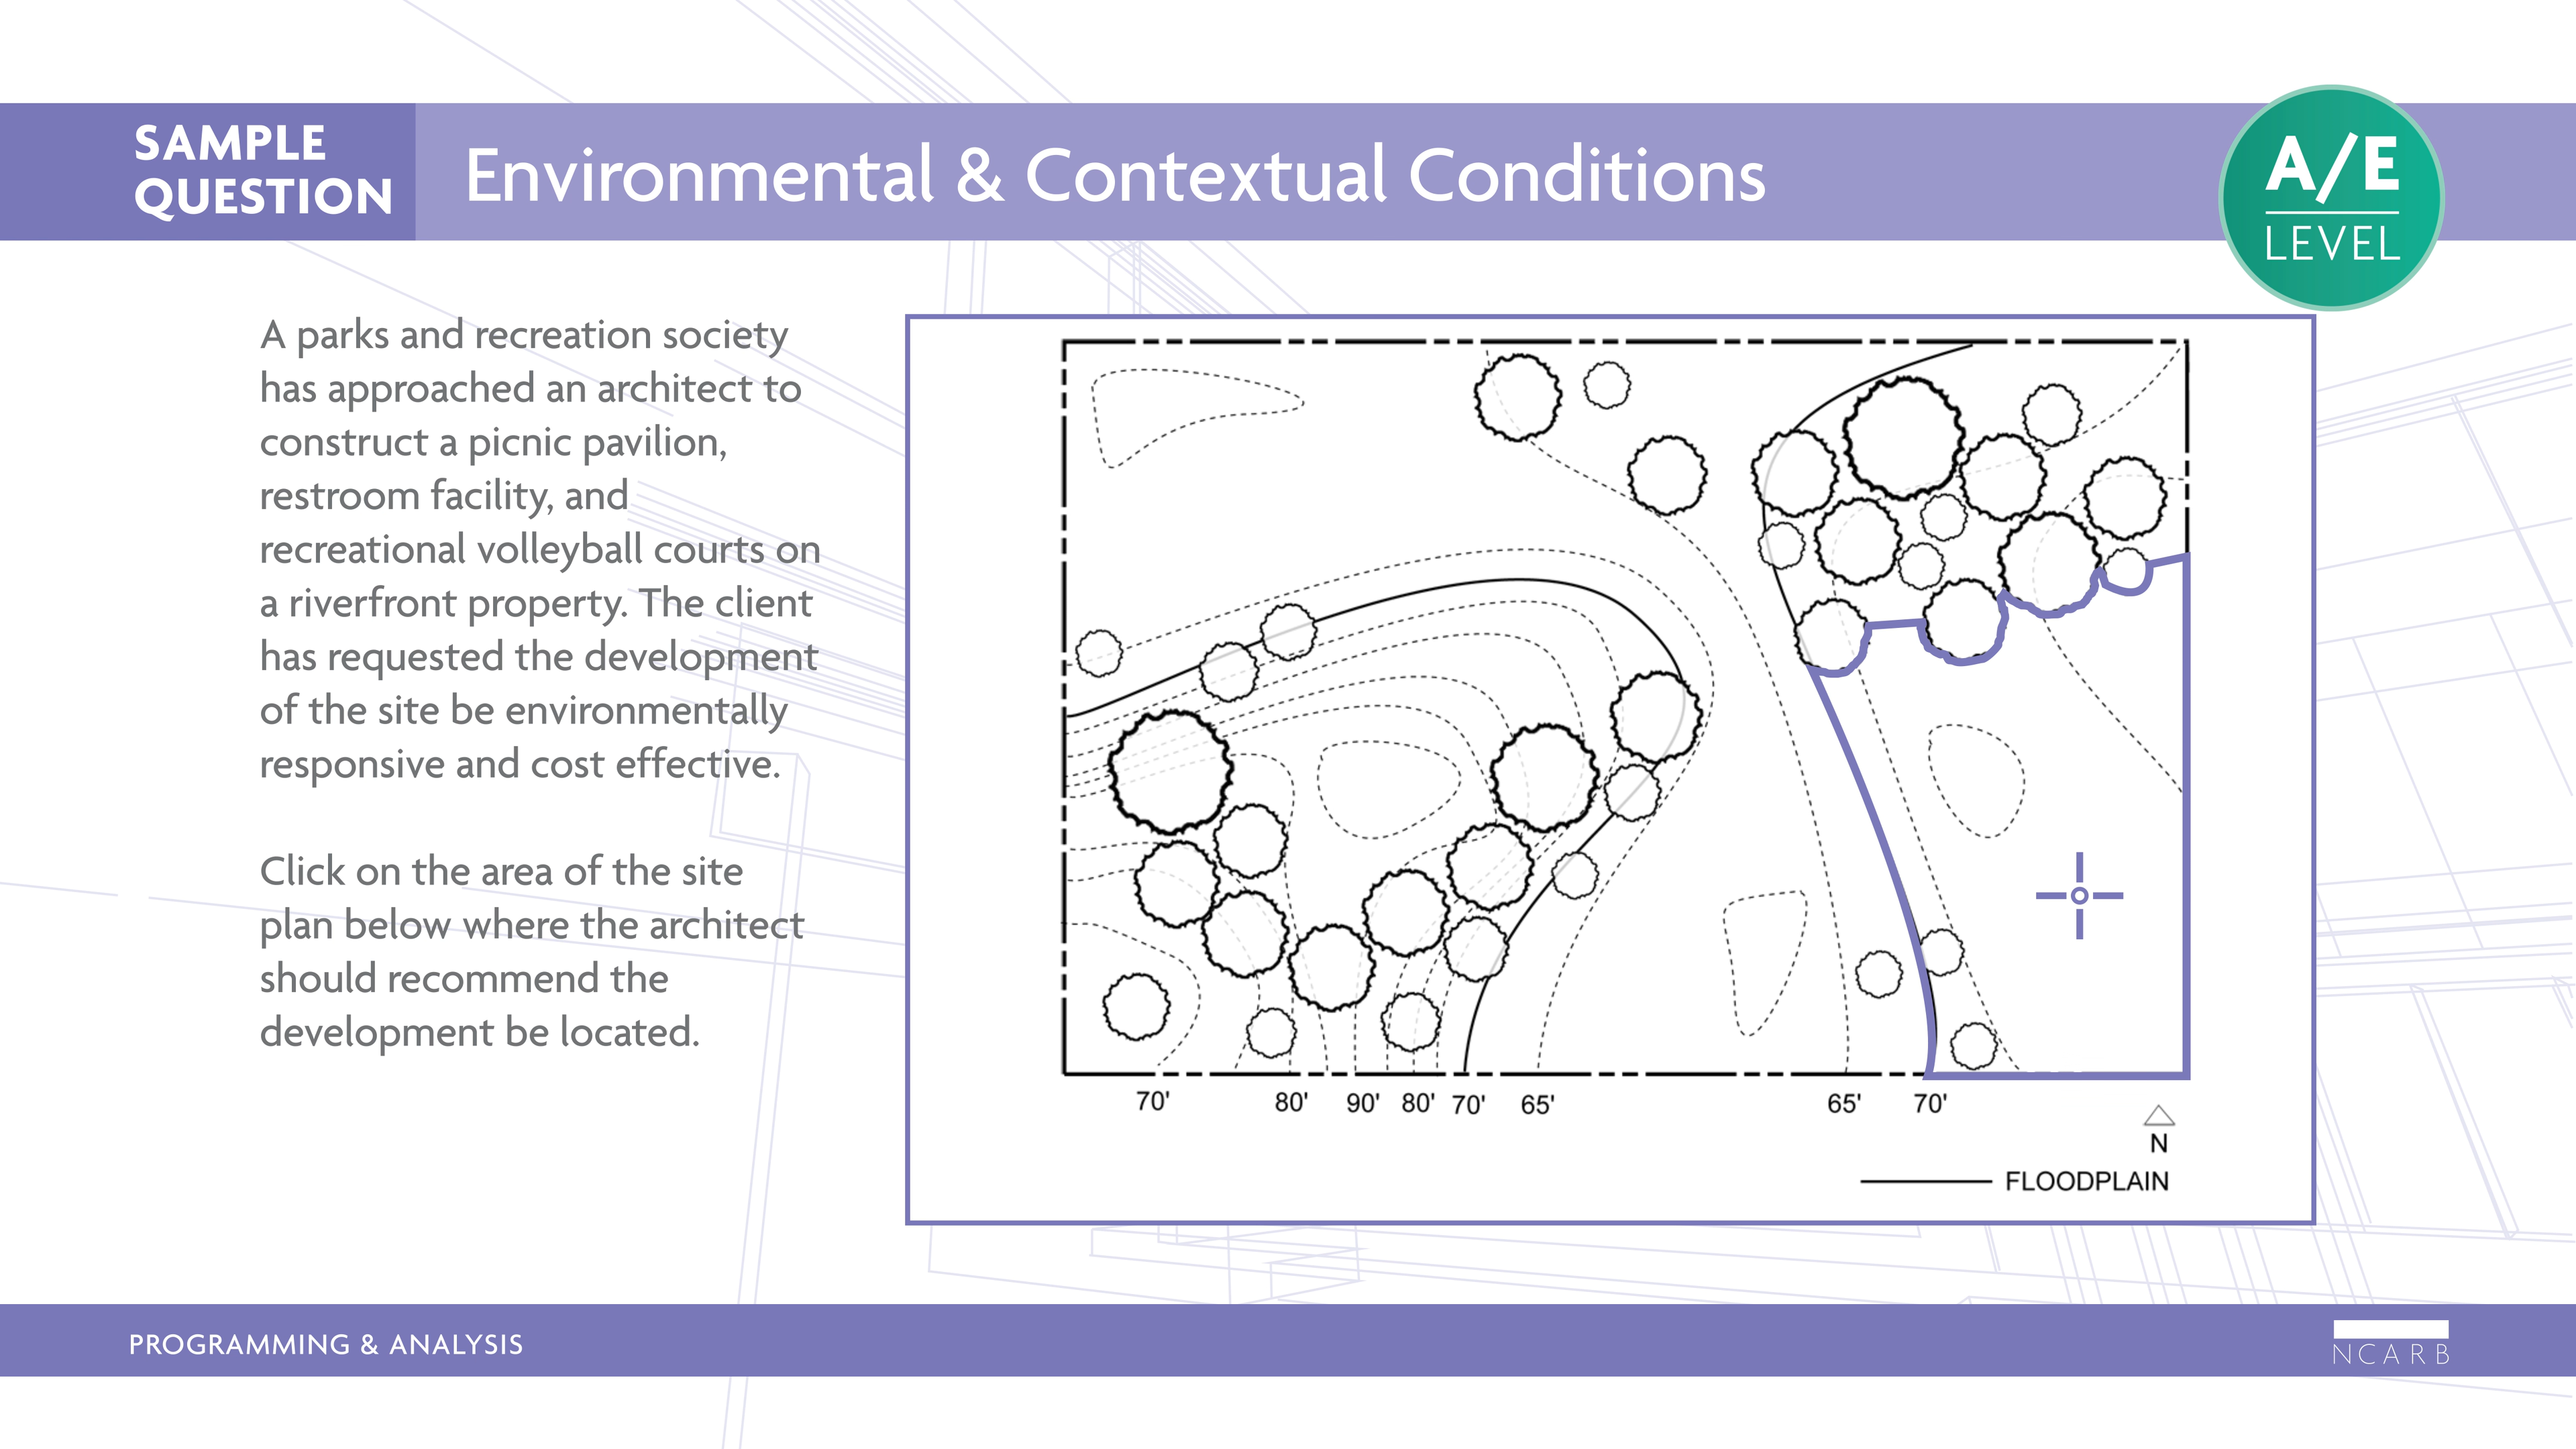 SAMPLE
QUESTION
Environmental & Contextual Conditions
A/E
LEVEL
A parks and recreation society
has approached an architect to
construct a picnic pavilion,
restroom facility, and
recreational volleyball courts on
a riverfront property. The client
has requested the development
of the site be environmentally
responsive and cost effective.
Click on the area of the site
plan below where the architect
should recommend the
development be located.
70' 80' 90' 80' 70' 65' 65' 70'
N
FLOODPLAIN
PROGRAMMING & ANALYSIS
NCARB